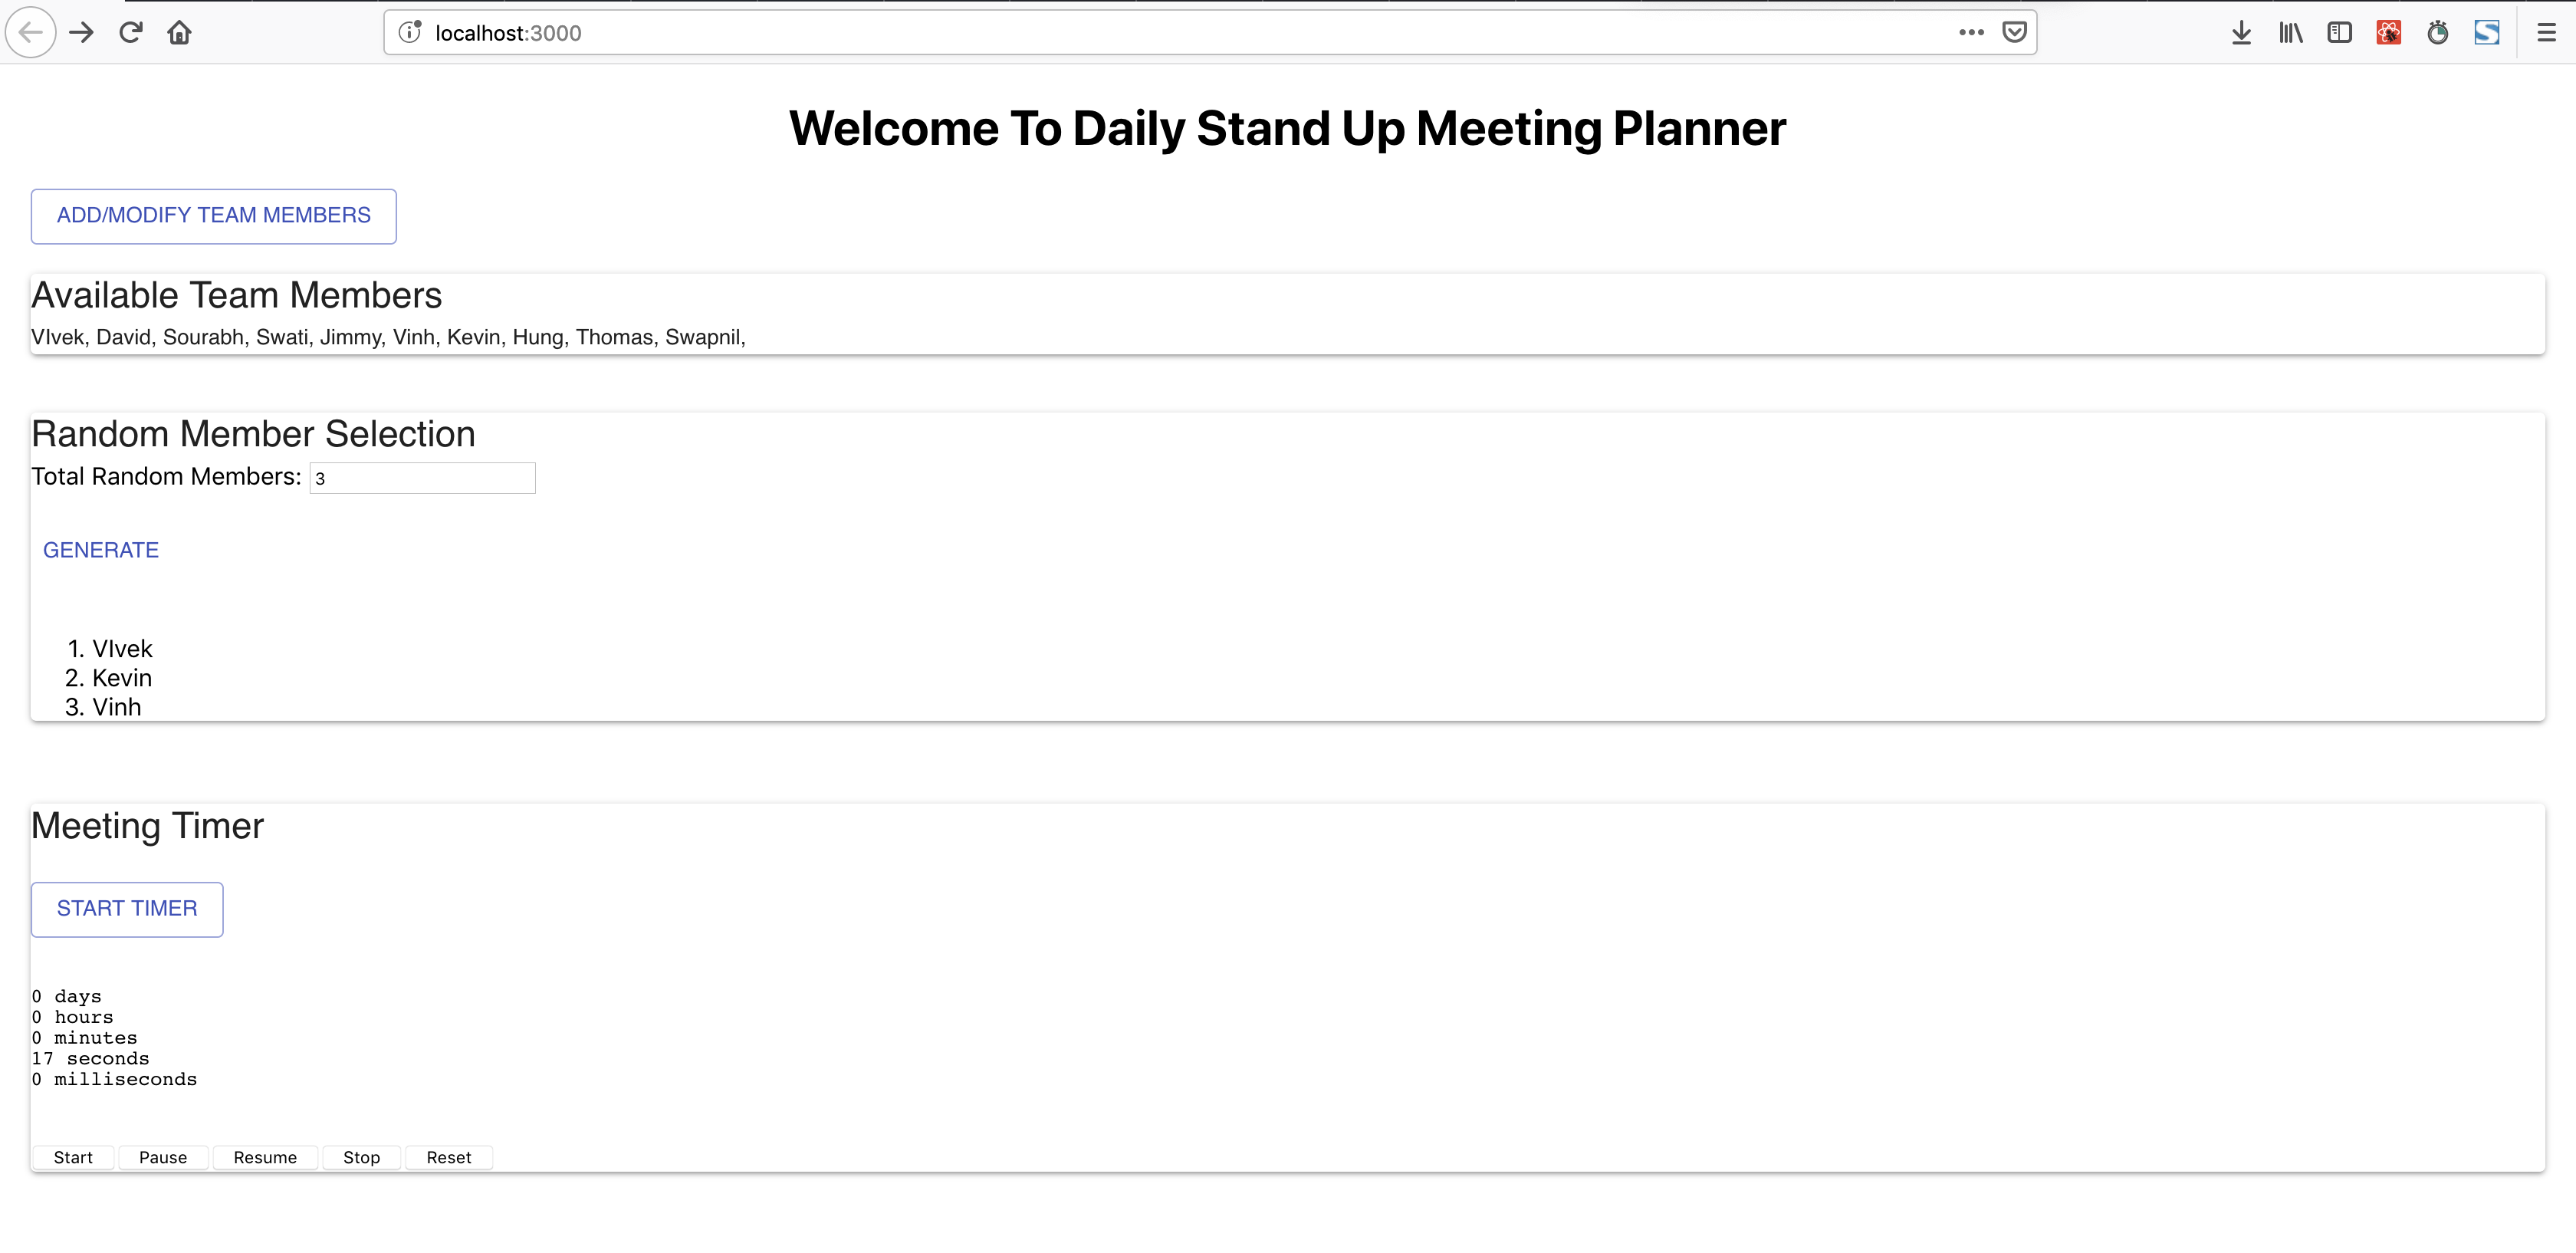 localhost:3000
Welcome To Daily Stand Up Meeting Planner
ADD/MODIFY TEAM MEMBERS
Available Team Members
VIvek, David, Sourabh, Swati, Jimmy, Vinh, Kevin, Hung, Thomas, Swapnil,
Random Member Selection
Total Random Members: 3
GENERATE
1. VIvek
2. Kevin
3. Vinh
Meeting Timer
START TIMER
0 days
0 hours
0 minutes
17 seconds
0 milliseconds
Start Pause Resume Stop Reset